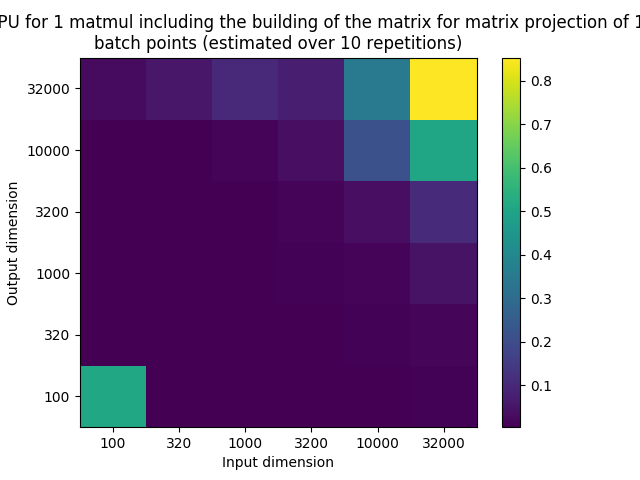 PU for 1 matmul including the building of the matrix for matrix projection of 1
batch points (estimated over 10 repetitions)
32000
10000
3200
1000
320
100
Output dimension
100 320 1000 3200 10000 32000
Input dimension
0.8
0.7
0.6
0.5
0.4
0.3
0.2
0.1